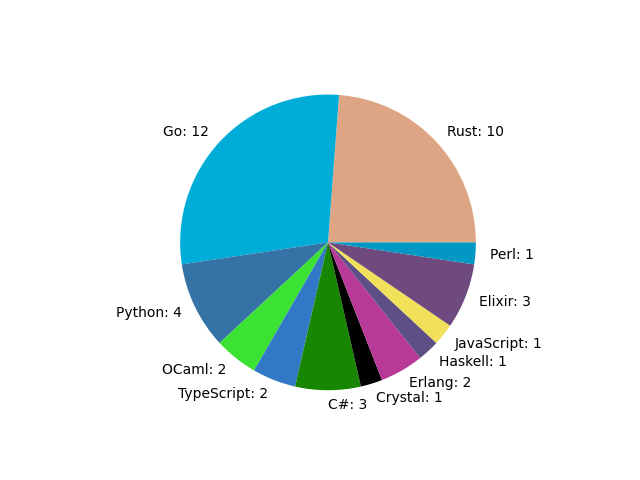 Rust: 10
Go: 12
Python: 4
OCaml: 2
TypeScript: 2
C#: 3
Crystal: 1
Erlang: 2
Haskell: 1
JavaScript: 1
Elixir: 3
Perl: 1